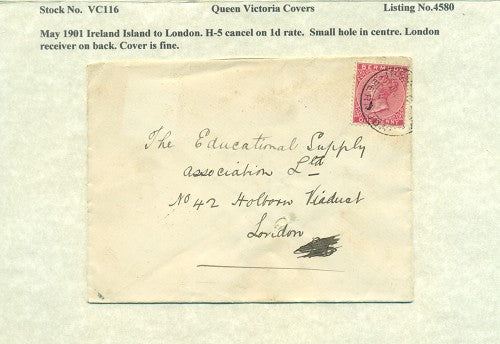 Stock No. VC116 Queen Victoria Covers Listing No.4580
May 1901 Ireland Island to London. H-5 cancel on 1d rate. Small hole in centre. London
receiver on back. Cover is fine.
BERMUDA
The Educational Supply
association Ltd
No 42 Holborn Viaduct
London